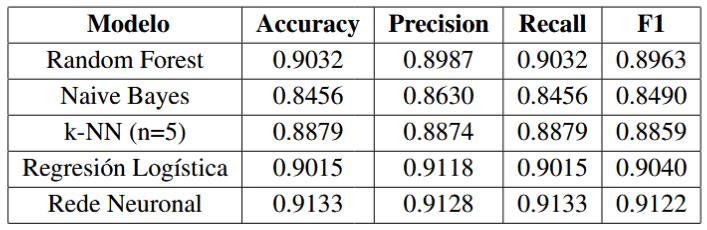 Modelo Accuracy Precision Recall F1
Random Forest 0.9032 0.8987 0.9032 0.8963
Naive Bayes 0.8456 0.8630 0.8456 0.8490
k-NN (n=5) 0.8879 0.8874 0.8879 0.8859
Regresión Logística 0.9015 0.9118 0.9015 0.9040
Rede Neuronal 0.9133 0.9128 0.9133 0.9122